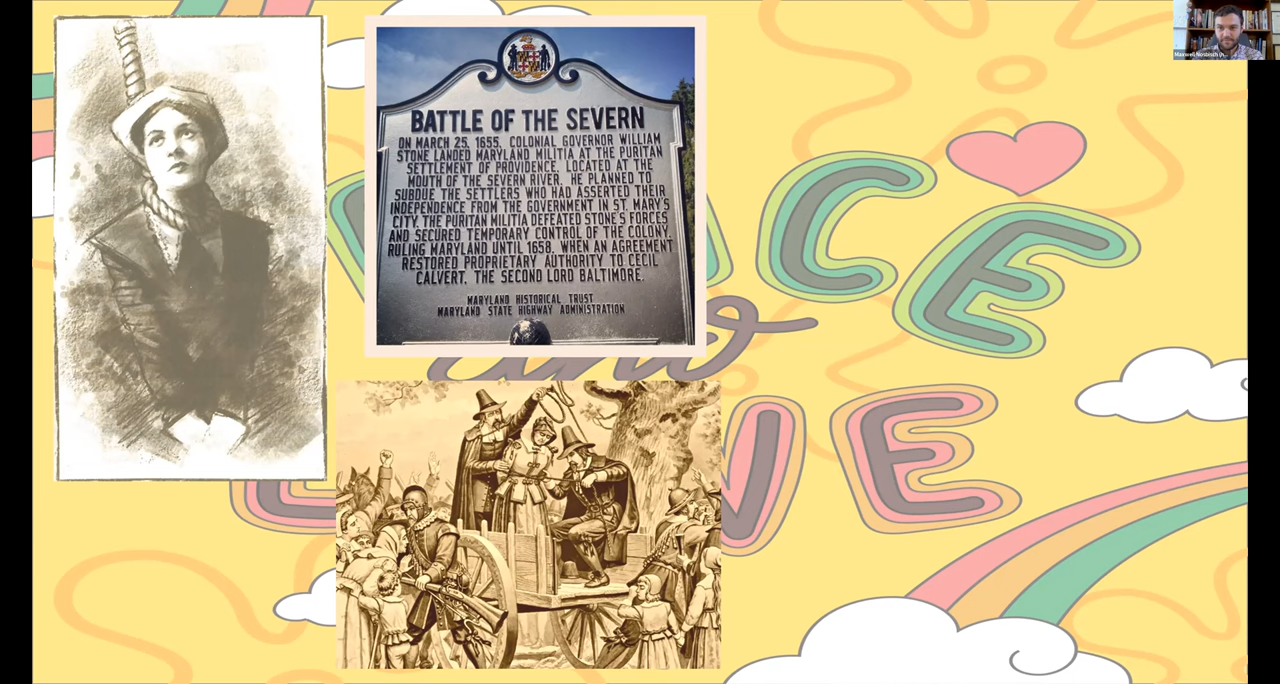 BATTLE OF THE SEVERN
ON MARCH 25, 1655, COLONIAL GOVERNOR WILLIAM
STONE LANDED MARYLAND MILITIA AT THE PURITAN
SETTLEMENT OF PROVIDENCE, LOCATED AT THE
MOUTH OF THE SEVERN RIVER. HE PLANNED TO
SUBDUE THE SETTLERS WHO HAD ASSERTED THEIR
INDEPENDENCE FROM THE GOVERNMENT IN ST. MARY'S
CITY. THE PURITAN MILITIA DEFEATED STONE'S FORCES
AND SECURED TEMPORARY CONTROL OF THE COLONY,
RULING MARYLAND UNTIL 1658, WHEN AN AGREEMENT
RESTORED PROPRIETARY AUTHORITY TO CECIL
CALVERT, THE SECOND LORD BALTIMORE.
MARYLAND HISTORICAL TRUST
MARYLAND STATE HIGHWAY ADMINISTRATION
CE
VE